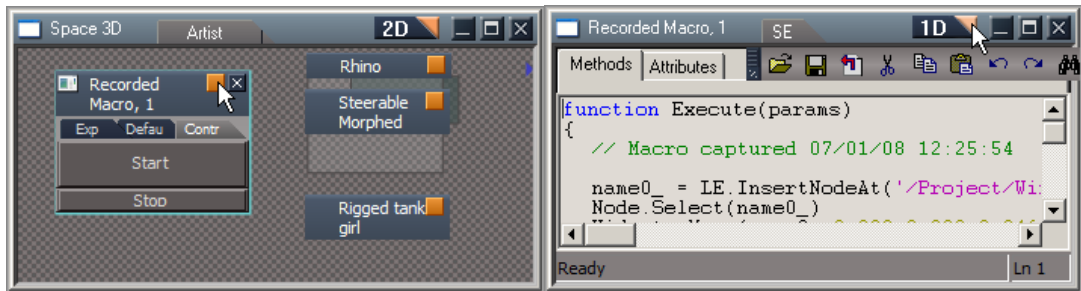 Space 3D
Artist
2D
Recorded
Macro, 1
Exp
Defau
Contr
Start
Stop
Rhino
Steerable
Morphed
Rigged tank
girl
Recorded Macro, 1
SE
1D
Methods
Attributes
function Execute(params)
{
// Macro captured 07/01/08 12:25:54
name0_ = LE.InsertNodeAt('/Project/Wi
Node.Select(name0_)
Ready
Ln 1